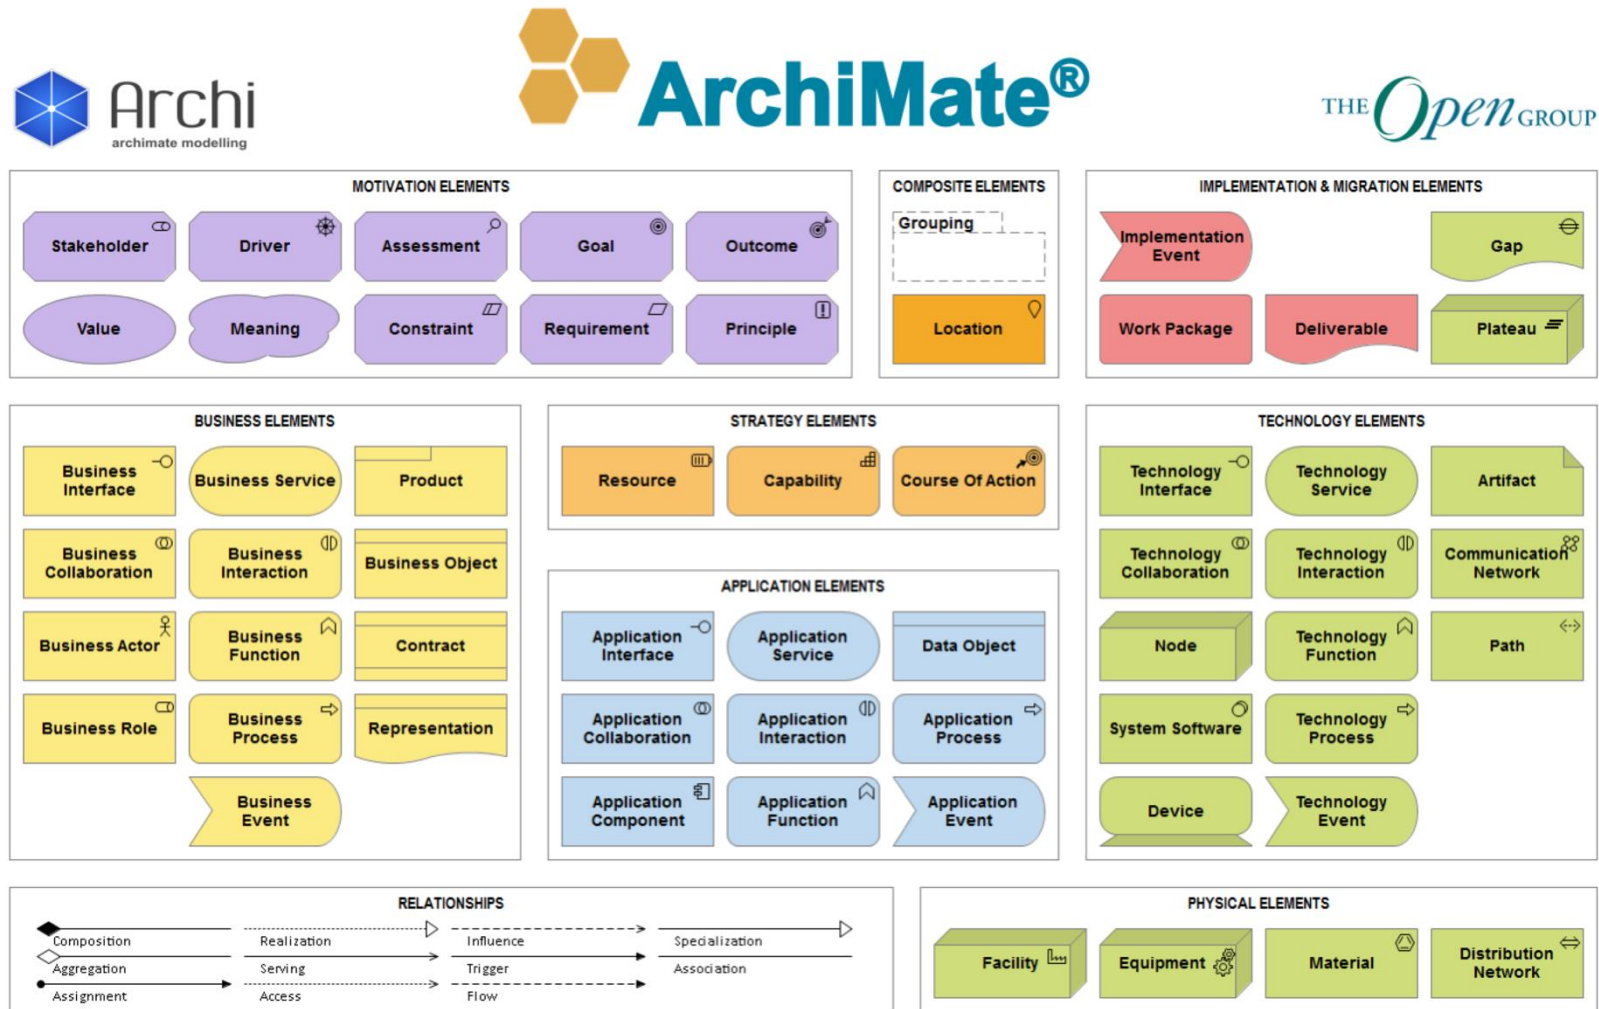 Archi
archimate modelling
ArchiMate®
THE Open GROUP
MOTIVATION ELEMENTS
Stakeholder
Driver
Assessment
Goal
Outcome
Value
Meaning
Constraint
Requirement
Principle
COMPOSITE ELEMENTS
Grouping
Location
IMPLEMENTATION & MIGRATION ELEMENTS
Implementation
Event
Gap
Work Package
Deliverable
Plateau
BUSINESS ELEMENTS
Business
Interface
Business Service
Product
Business
Collaboration
Business
Interaction
Business Object
Business Actor
Business
Function
Contract
Business Role
Business
Process
Representation
Business
Event
STRATEGY ELEMENTS
Resource
Capability
Course Of Action
APPLICATION ELEMENTS
Application
Interface
Application
Service
Data Object
Application
Collaboration
Application
Interaction
Application
Process
Application
Component
Application
Function
Application
Event
TECHNOLOGY ELEMENTS
Technology
Interface
Technology
Service
Artifact
Technology
Collaboration
Technology
Interaction
Communication
Network
Node
Technology
Function
Path
System Software
Technology
Process
Device
Technology
Event
RELATIONSHIPS
Composition
Realization
Influence
Specialization
Aggregation
Serving
Trigger
Association
Assignment
Access
Flow
PHYSICAL ELEMENTS
Facility
Equipment
Material
Distribution
Network